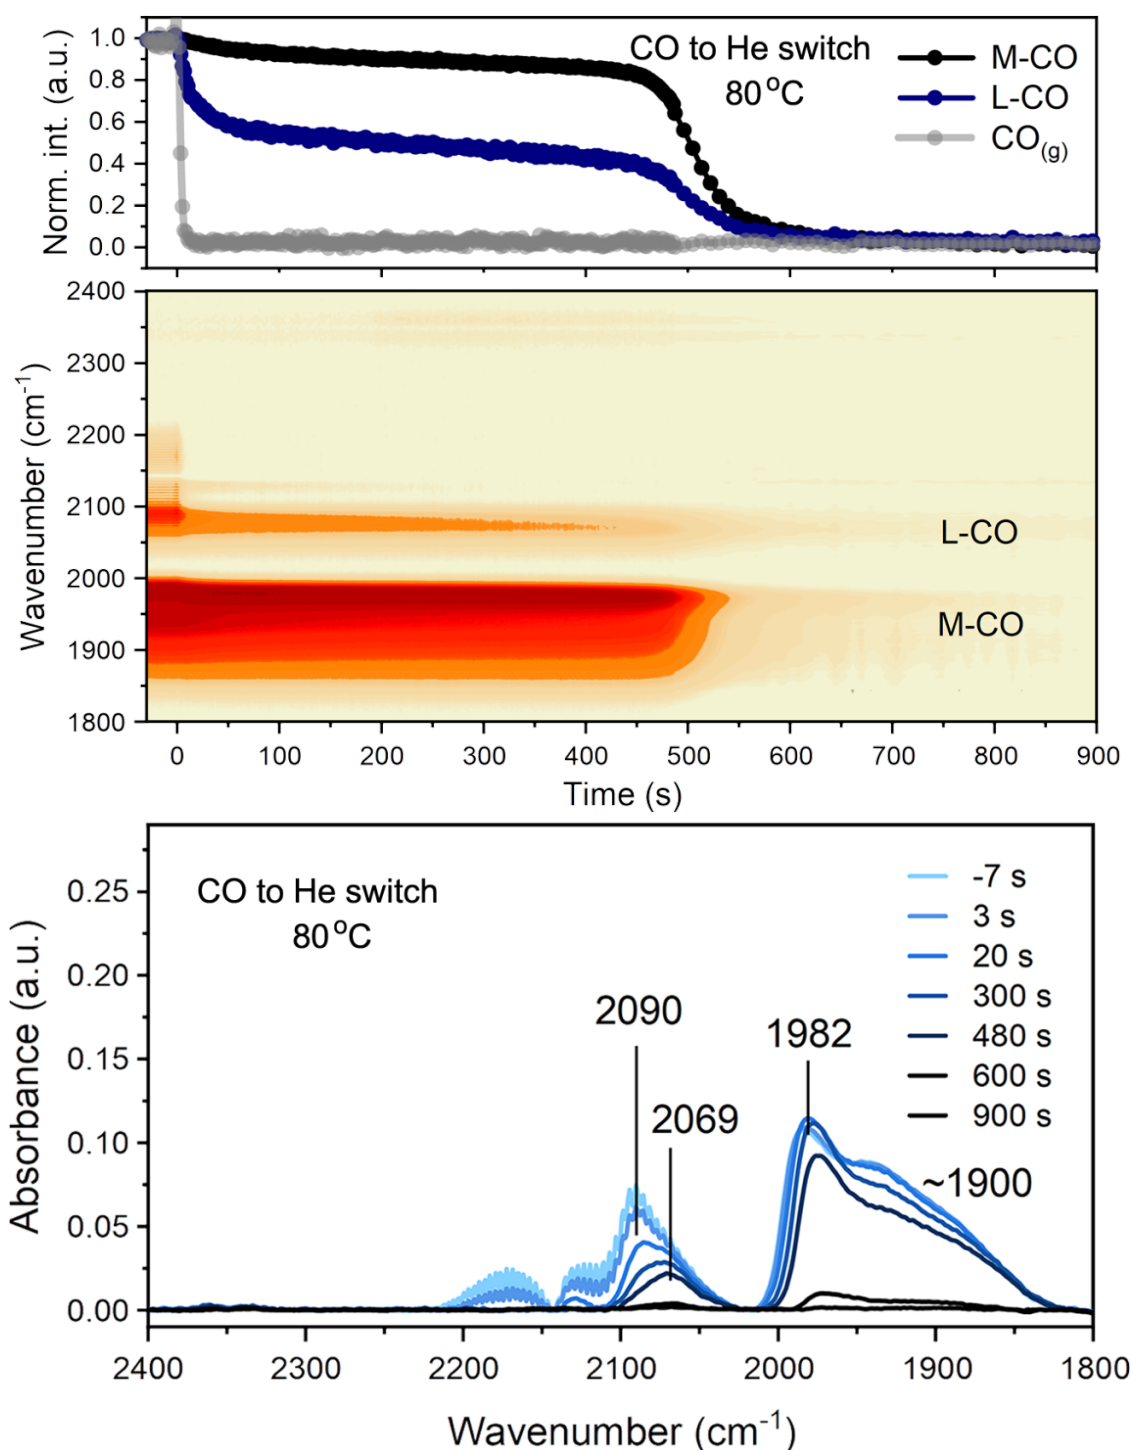 CO to He switch
80 °C
M-CO
L-CO
CO(g)
Norm. int. (a.u.)
1.0
0.8
0.6
0.4
0.2
0.0
Wavenumber (cm-1)
2400
2300
2200
2100
2000
1900
1800
L-CO
M-CO
0 100 200 300 400 500 600 700 800 900
Time (s)
Absorbance (a.u.)
0.25
0.20
0.15
0.10
0.05
0.00
CO to He switch
80 °C
2090
2069
1982
~1900
-7 s
3 s
20 s
300 s
480 s
600 s
900 s
2400 2300 2200 2100 2000 1900 1800
Wavenumber (cm-1)